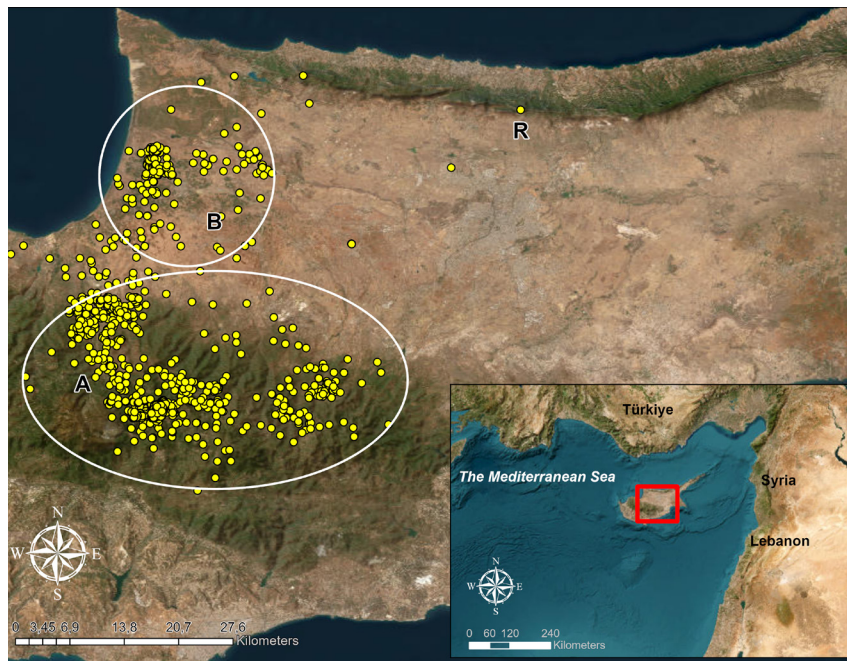 R
B
A
N
W E
S
0 3,45 6,9 13,8 20,7 27,6
Kilometers
Türkiye
The Mediterranean Sea
Syria
Lebanon
N
W E
S
0 60 120 240
Kilometers